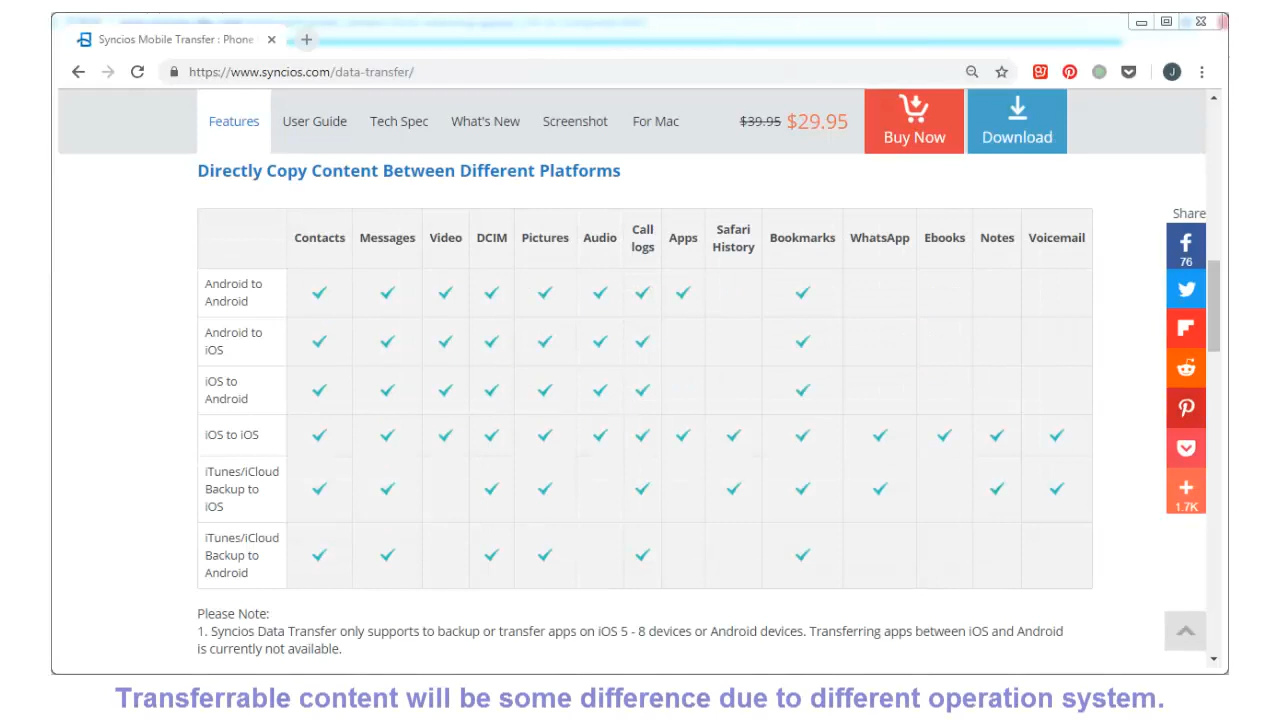 Syncios Mobile Transfer : Phone
https://www.syncios.com/data-transfer/
J
Features User Guide Tech Spec What's New Screenshot For Mac $39.95 $29.95 Buy Now Download
Directly Copy Content Between Different Platforms
Share
76
1.7K
Contacts Messages Video DCIM Pictures Audio Call logs Apps Safari History Bookmarks WhatsApp Ebooks Notes Voicemail
Android to
Android
Android to
iOS
iOS to
Android
iOS to iOS
iTunes/iCloud
Backup to
iOS
iTunes/iCloud
Backup to
Android
Please Note:
1. Syncios Data Transfer only supports to backup or transfer apps on iOS 5 - 8 devices or Android devices. Transferring apps between iOS and Android
is currently not available.
Transferrable content will be some difference due to different operation system.